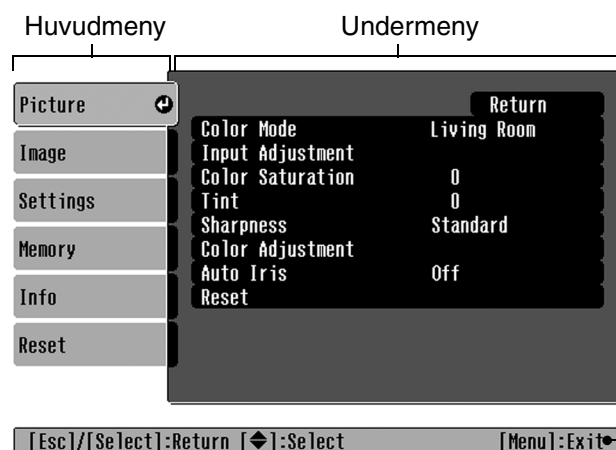 Huvudmeny
Undermeny
Picture
Image
Settings
Memory
Info
Reset
Return
Color Mode Living Room
Input Adjustment
Color Saturation 0
Tint 0
Sharpness Standard
Color Adjustment
Auto Iris Off
Reset
[Esc]/[Select]:Return [◆]:Select [Menu]:Exit